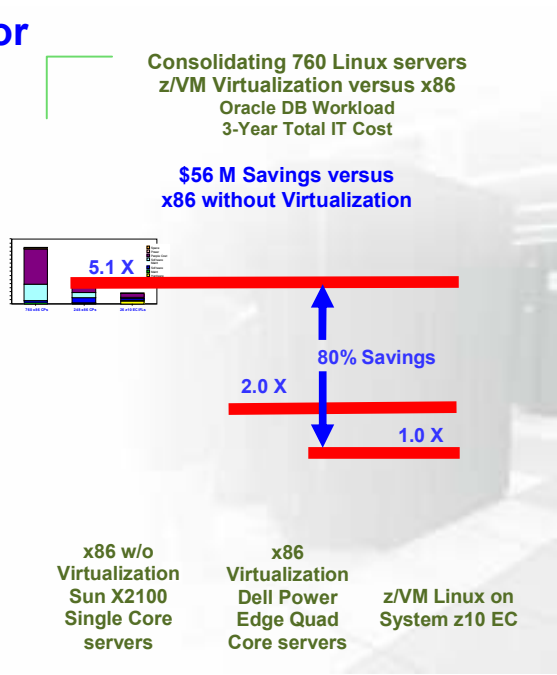 or
Consolidating 760 Linux servers
z/VM Virtualization versus x86
Oracle DB Workload
3-Year Total IT Cost
$56 M Savings versus
x86 without Virtualization
5.1 X
80% Savings
2.0 X
1.0 X
x86 w/o
Virtualization
Sun X2100
Single Core
servers
x86
Virtualization
Dell Power
Edge Quad
Core servers
z/VM Linux on
System z10 EC